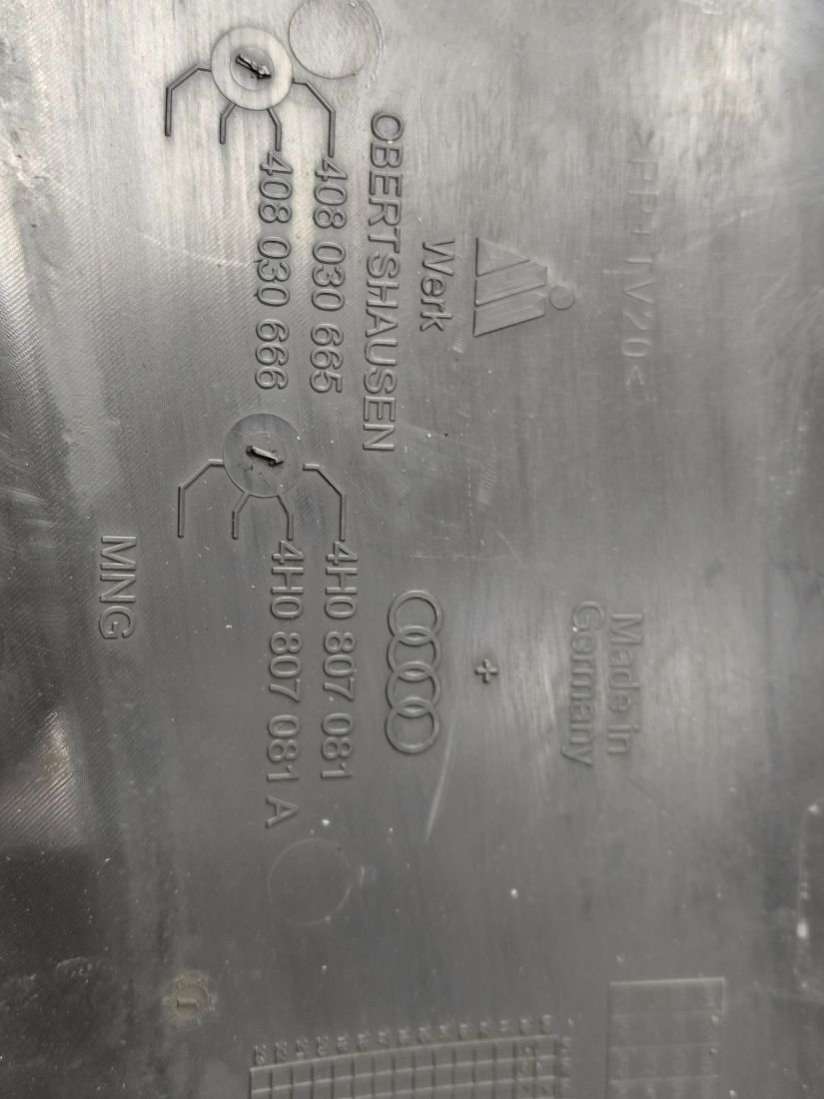 Werk
OBERTSHAUSEN
408 030 665
408 030 666
Made in
Germany
4H0 807 081
4H0 807 081 A
MNG